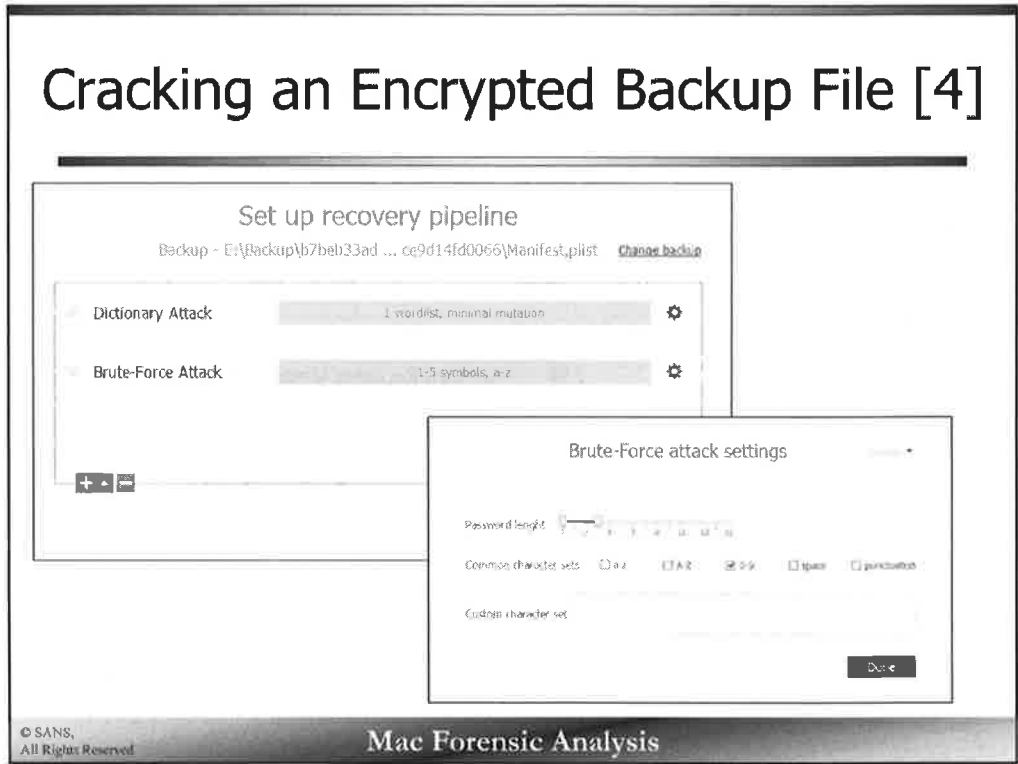 Cracking an Encrypted Backup File [4]
Set up recovery pipeline
Backup - E:\Backup\b7beb33ad ... ce9d14fd0066\Manifest.plist Change backup
Dictionary Attack 1 wordlist, minimal mutation
Brute-Force Attack 1-5 symbols, a-z
Brute-Force attack settings
Password lenght
Common character sets a-z A-Z 0-9 space punctuation
Custom character set
Done
© SANS,
All Rights Reserved
Mac Forensic Analysis